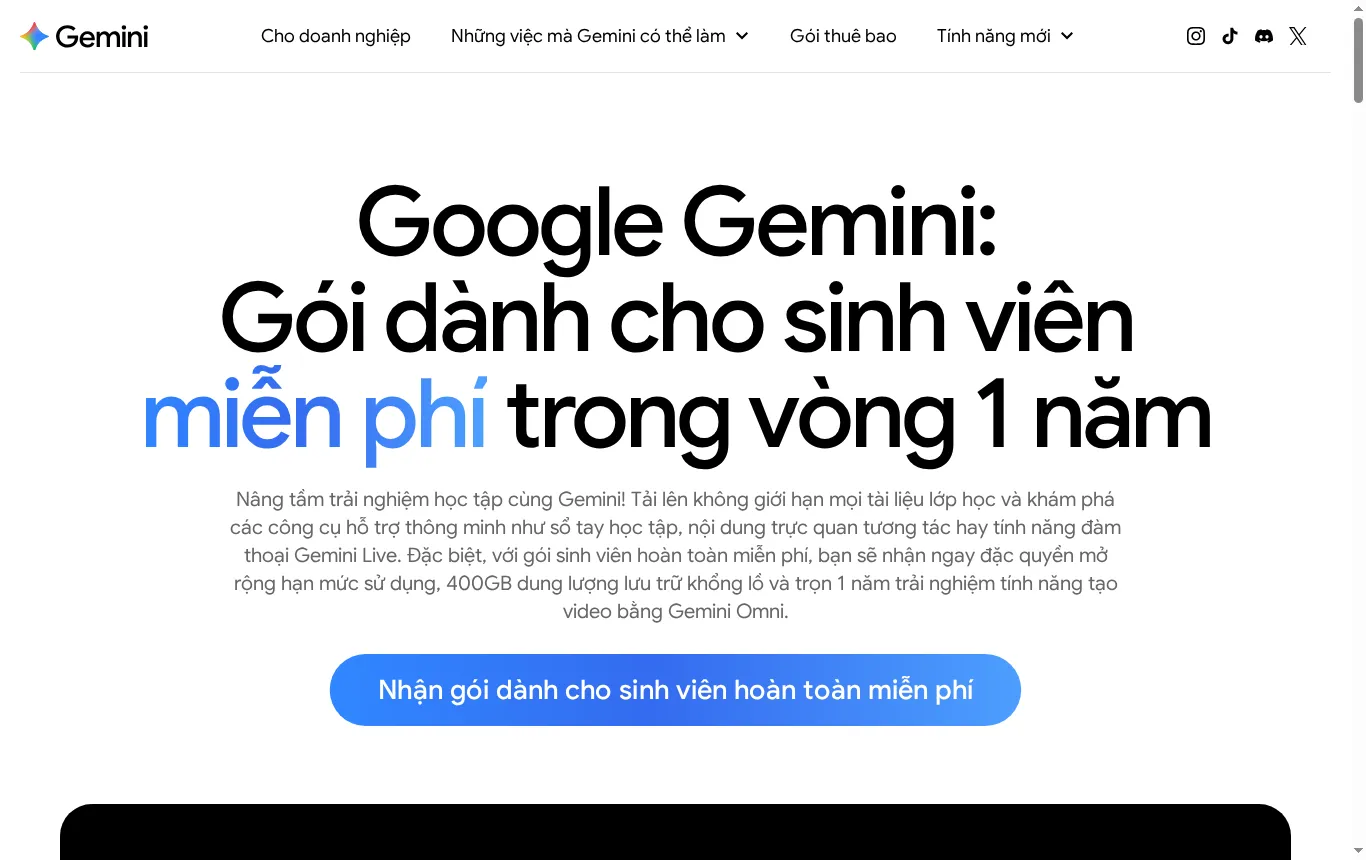 Gemini
Cho doanh nghiệp
Những việc mà Gemini có thể làm
Gói thuê bao
Tính năng mới
Google Gemini:
Gói dành cho sinh viên
miễn phí trong vòng 1 năm
Nâng tầm trải nghiệm học tập cùng Gemini! Tải lên không giới hạn mọi tài liệu lớp học và khám phá
các công cụ hỗ trợ thông minh như sổ tay học tập, nội dung trực quan tương tác hay tính năng đàm
thoại Gemini Live. Đặc biệt, với gói sinh viên hoàn toàn miễn phí, bạn sẽ nhận ngay đặc quyền mở
rộng hạn mức sử dụng, 400GB dung lượng lưu trữ khổng lồ và trọn 1 năm trải nghiệm tính năng tạo
video bằng Gemini Omni.
Nhận gói dành cho sinh viên hoàn toàn miễn phí